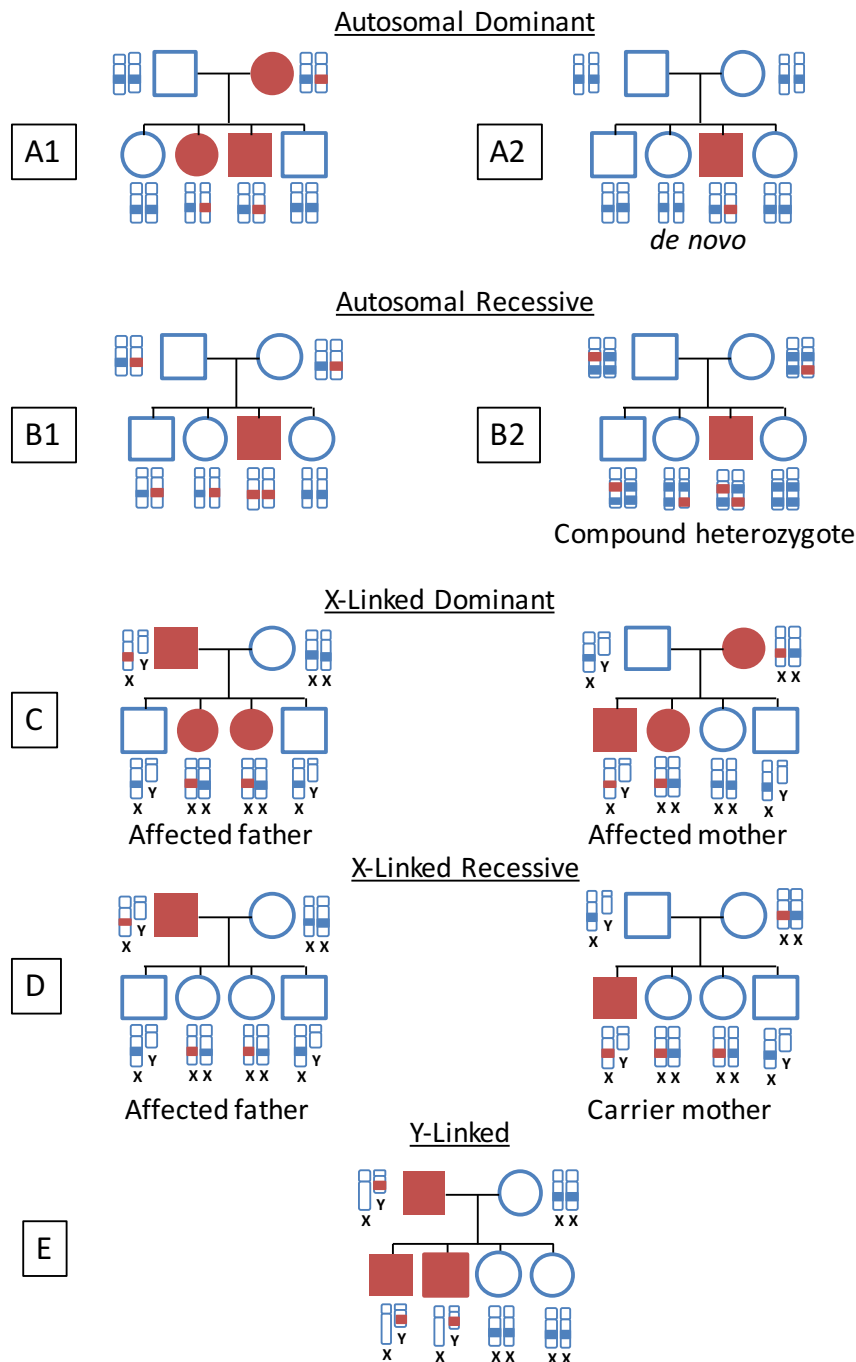 Autosomal Dominant
A1
A2
de novo
Autosomal Recessive
B1
B2
Compound heterozygote
X-Linked Dominant
Y
X
X X
Y
X
X X
C
Y
X
X X
X X
Y
X
Y
X
X X
X X
Y
X
Affected father
Affected mother
X-Linked Recessive
Y
X
X X
Y
X
X X
D
Y
X
X X
X X
Y
X
Y
X
X X
X X
Y
X
Affected father
Carrier mother
Y-Linked
Y
X
X X
E
Y
X
Y
X
X X
X X